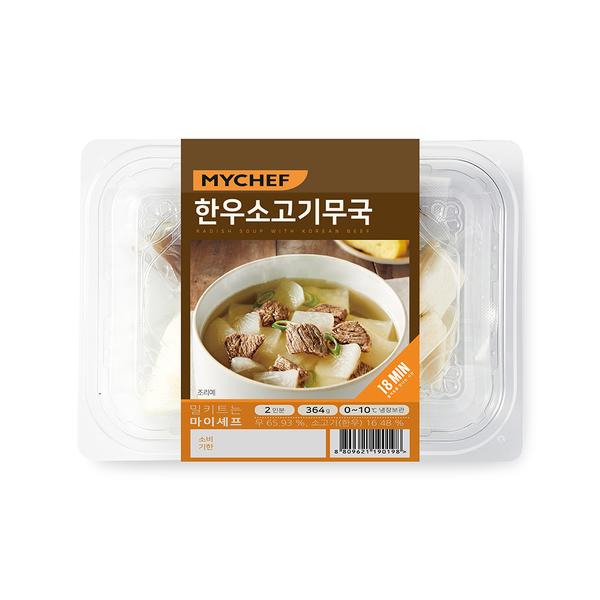 MYCHEF
한우소고기무국
RADISH SOUP WITH KOREAN BEEF
18 MIN
조리예
밀키트는
마이셰프
2 인분
364 g
0~10 ℃ 냉장보관
우 65.93 %, 소고기(한우) 16.48 %
소비
기한
8 809621 190198 >